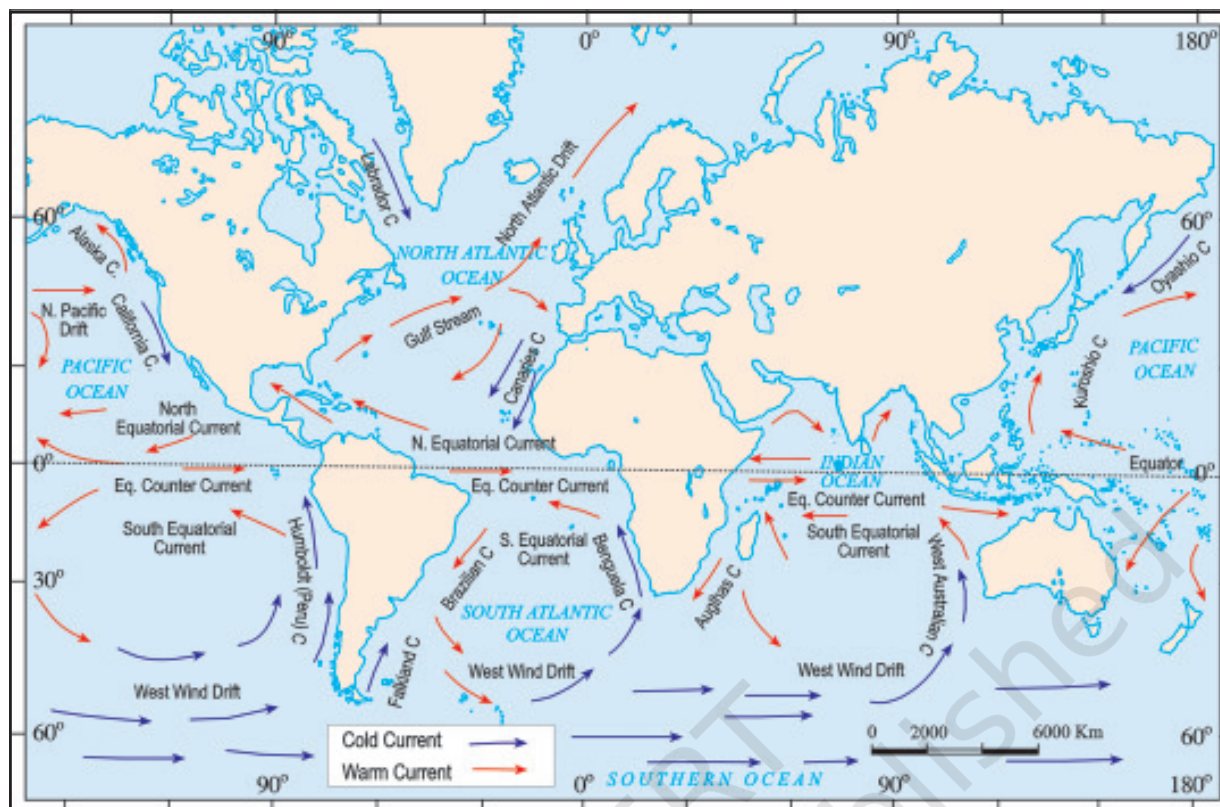 90°
0°
90°
180°
Labrador C
North Atlantic Drift
60°
60°
Alaska C.
NORTH ATLANTIC
OCEAN
Oyashio C
N. Pacific
Drift
California C.
Gulf Stream
Canaries C
Kuroshio C
PACIFIC
OCEAN
PACIFIC
OCEAN
North
Equatorial Current
N. Equatorial Current
0°
INDIAN
OCEAN
Equator
0°
Eq. Counter Current
Eq. Counter Current
Eq. Counter Current
South Equatorial
Current
Humboldt (Peru) C
S. Equatorial
Current
Benguela C
South Equatorial
Current
West Australian C
30°
Brazilian C
Auglhas C
30°
SOUTH ATLANTIC
OCEAN
West Wind Drift
Falkland C
West Wind Drift
West Wind Drift
60°
Cold Current
Warm Current
0 2000 6000 Km
60°
SOUTHERN OCEAN
90°
0°
90°
180°